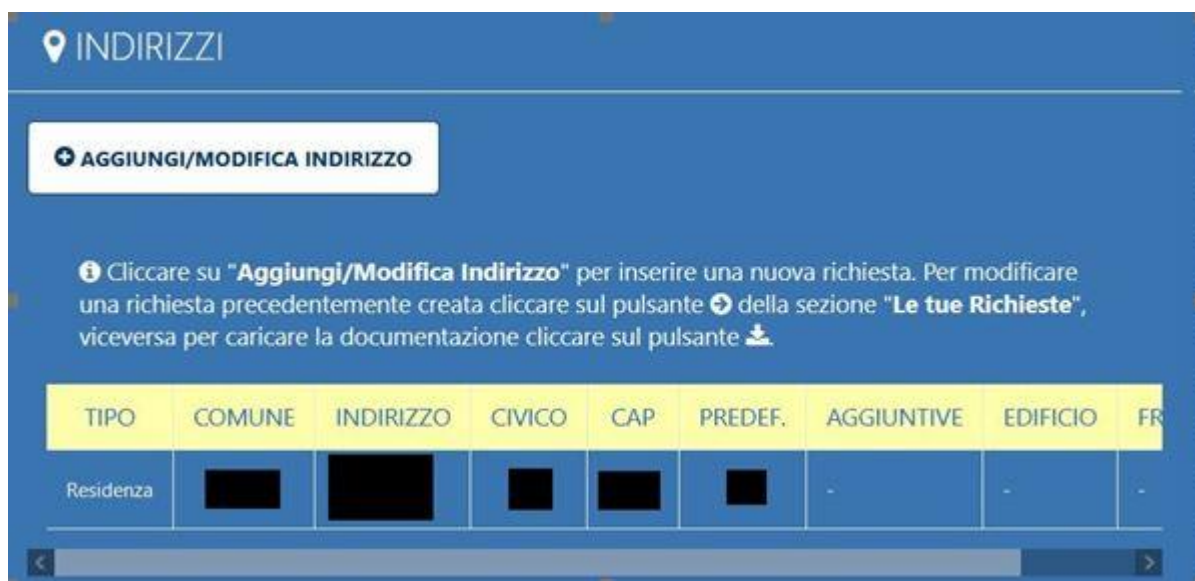 INDIRIZZI
AGGIUNGI/MODIFICA INDIRIZZO
Cliccare su "Aggiungi/Modifica Indirizzo" per inserire una nuova richiesta. Per modificare
una richiesta precedentemente creata cliccare sul pulsante della sezione "Le tue Richieste",
viceversa per caricare la documentazione cliccare sul pulsante
TIPO COMUNE INDIRIZZO CIVICO CAP PREDEF. AGGIUNTIVE EDIFICIO FR
Residenza - - -